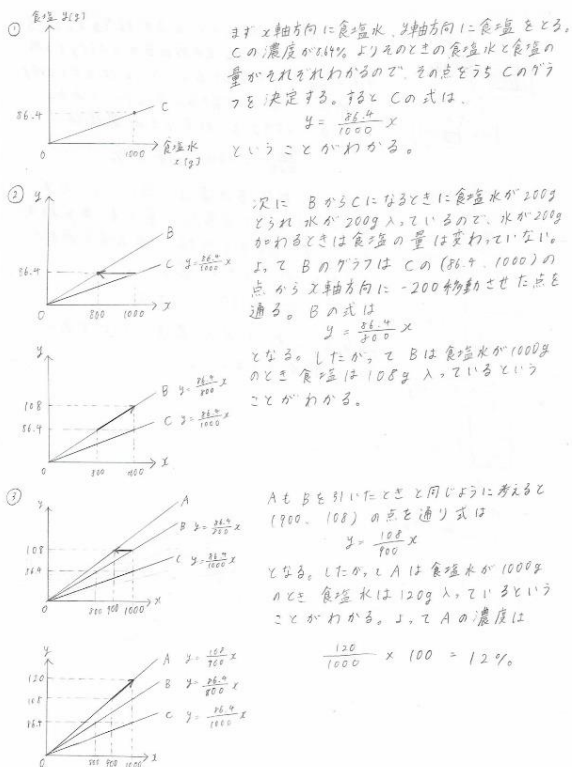 ①
食塩 y[g]
86.4
C
0
1000
食塩水
x[g]
まず x軸方向に食塩水、y軸方向に食塩をとる。
Cの濃度が8.64% よりそのときの食塩水と食塩の
量がそれぞれわかるので、その点をうち Cのグラ
フを決定する。すると Cの式は、
y = 86.4/1000 x
ということがわかる。
②
y
B
C y=86.4/1000 x
86.4
0
800
1000
x
次に BからCになるときに食塩水が200g
とられ 水が200g入っているので、水が200g
加わるときは食塩の量は変わっていない。
よって BのグラフはCの(86.4、1000)の
点からx軸方向に-200移動させた点を
通る。Bの式は
y = 86.4/800 x
となる。したがって Bは食塩水が1000g
のとき 食塩は108g入っているという
ことがわかる。
y
B y=86.4/800 x
108
C y=86.4/1000 x
86.4
0
800
x
③
y
A
B y=86.4/800 x
108
C y=86.4/1000 x
86.4
0
800 900 1000
x
AもBを引いたときと同じように考えると
(900、108)の点を通り式は
y = 108/900 x
となる。したがってAは食塩水が1000g
のとき 食塩水は120g入っているという
ことがわかる。よってAの濃度は
120/1000 × 100 = 12%
y
A y=108/900 x
120
B y=86.4/800 x
108
86.4
C y=86.4/1000 x
0
800 900 1000
x